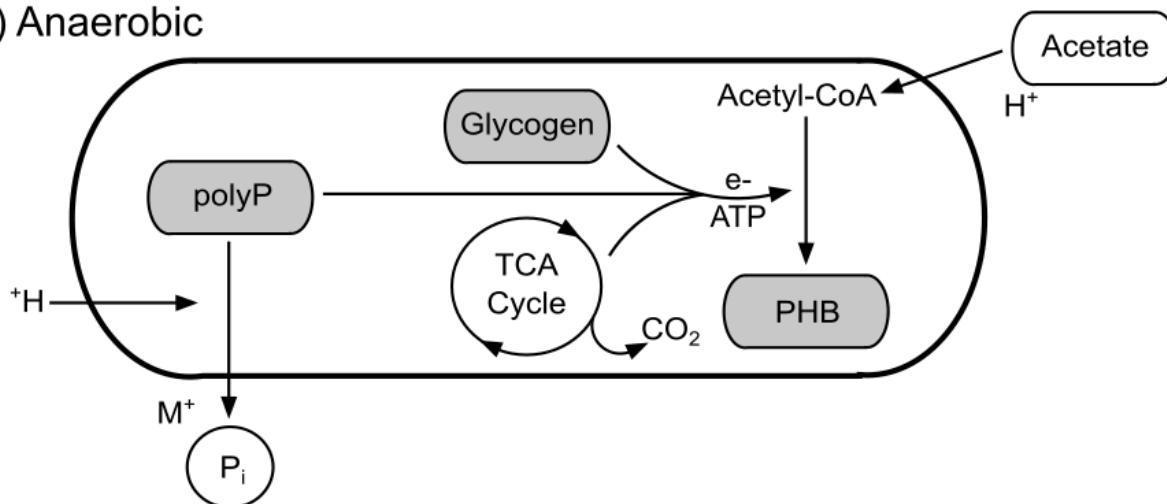 ) Anaerobic
Acetate
H⁺
Acetyl-CoA
Glycogen
polyP
e-
ATP
TCA
Cycle
CO₂
PHB
⁺H
M⁺
Pᵢ